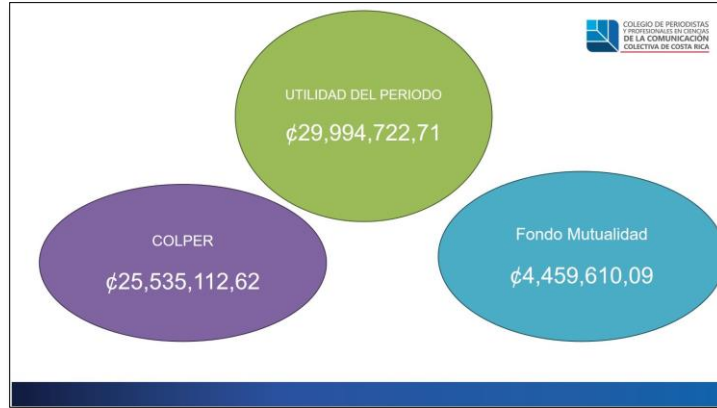 COLEGIO DE PERIODISTAS
Y PROFESIONALES EN CIENCIAS
DE LA COMUNICACIÓN
COLECTIVA DE COSTA RICA
UTILIDAD DEL PERIODO
₡29,994,722,71
COLPER
₡25,535,112,62
Fondo Mutualidad
₡4,459,610,09